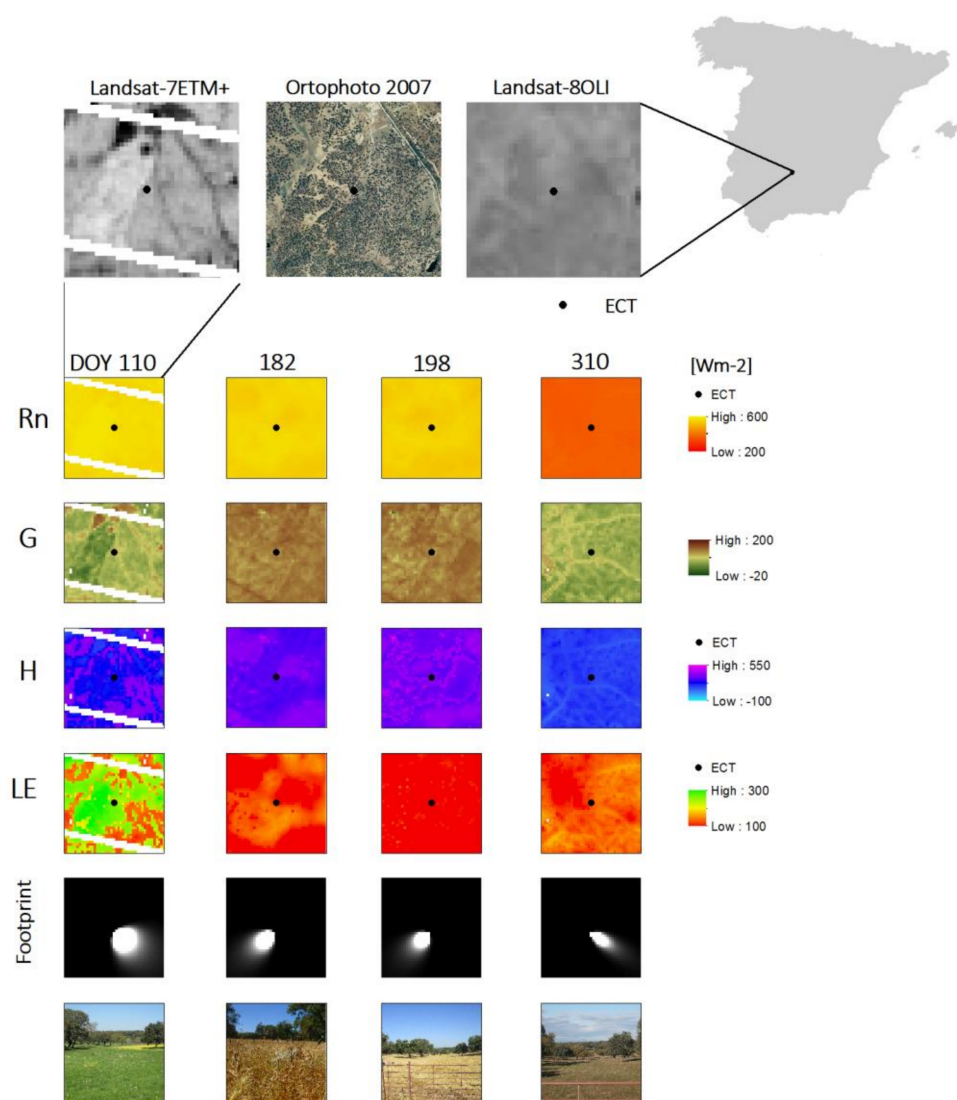 Landsat-7ETM+ Ortophoto 2007 Landsat-8OLI
ECT
DOY 110 182 198 310 [Wm-2]
Rn
ECT
High : 600
Low : 200
G
High : 200
Low : -20
H
ECT
High : 550
Low : -100
LE
ECT
High : 300
Low : 100
Footprint